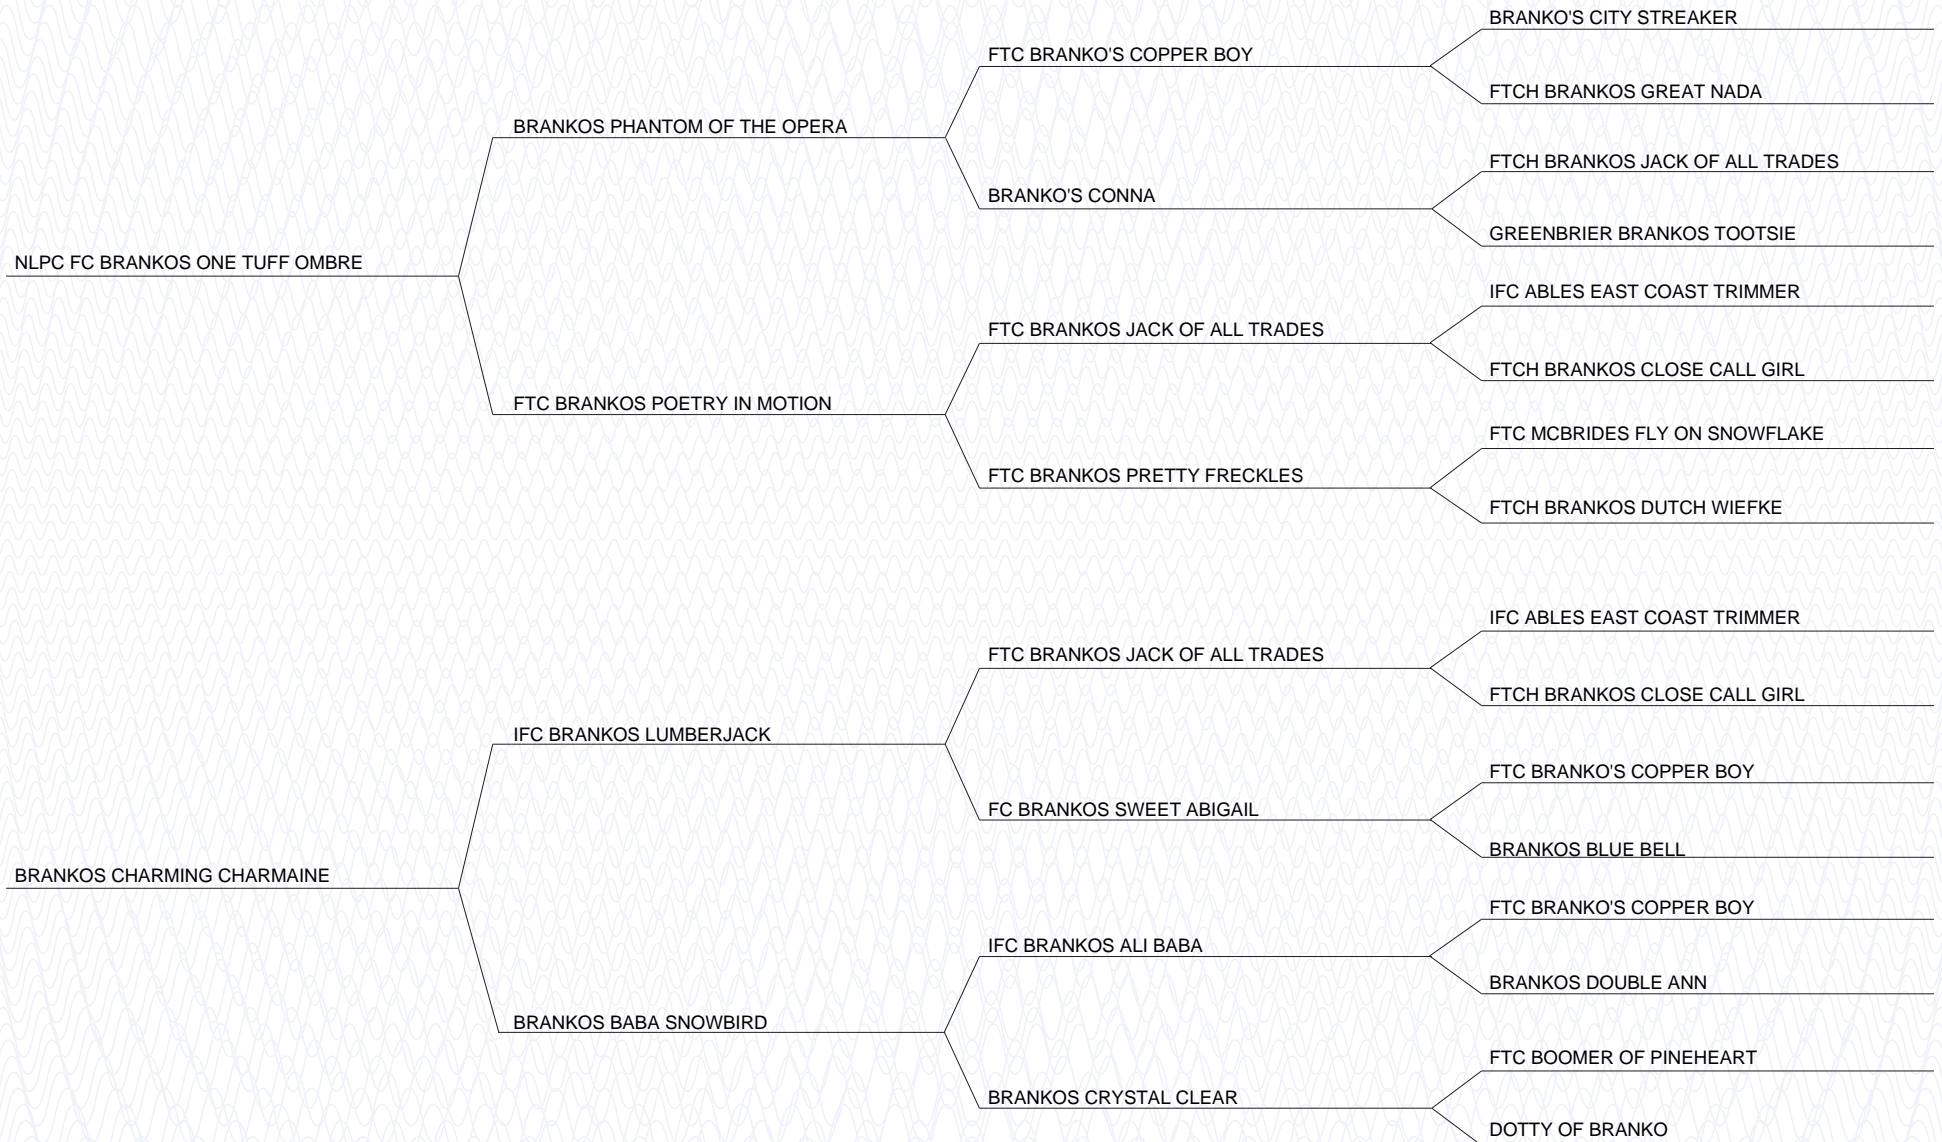 BRANKO'S CITY STREAKER
FTC BRANKO'S COPPER BOY
FTCH BRANKOS GREAT NADA
BRANKOS PHANTOM OF THE OPERA
FTCH BRANKOS JACK OF ALL TRADES
BRANKO'S CONNA
GREENBRIER BRANKOS TOOTSIE
NLPC FC BRANKOS ONE TUFF OMBRE
IFC ABLES EAST COAST TRIMMER
FTC BRANKOS JACK OF ALL TRADES
FTCH BRANKOS CLOSE CALL GIRL
FTC BRANKOS POETRY IN MOTION
FTC MCBRIDES FLY ON SNOWFLAKE
FTC BRANKOS PRETTY FRECKLES
FTCH BRANKOS DUTCH WIEFKE
IFC ABLES EAST COAST TRIMMER
FTC BRANKOS JACK OF ALL TRADES
FTCH BRANKOS CLOSE CALL GIRL
IFC BRANKOS LUMBERJACK
FTC BRANKO'S COPPER BOY
FC BRANKOS SWEET ABIGAIL
BRANKOS BLUE BELL
BRANKOS CHARMING CHARMAINE
FTC BRANKO'S COPPER BOY
IFC BRANKOS ALI BABA
BRANKOS DOUBLE ANN
BRANKOS BABA SNOWBIRD
FTC BOOMER OF PINEHEART
BRANKOS CRYSTAL CLEAR
DOTTY OF BRANKO